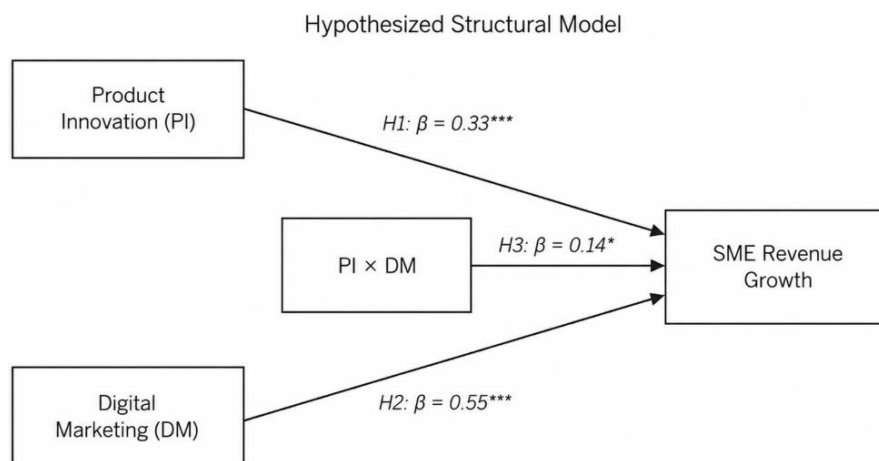 Hypothesized Structural Model
Product
Innovation (PI)
H1: β = 0.33***
PI × DM
H3: β = 0.14*
SME Revenue
Growth
Digital
Marketing (DM)
H2: β = 0.55***